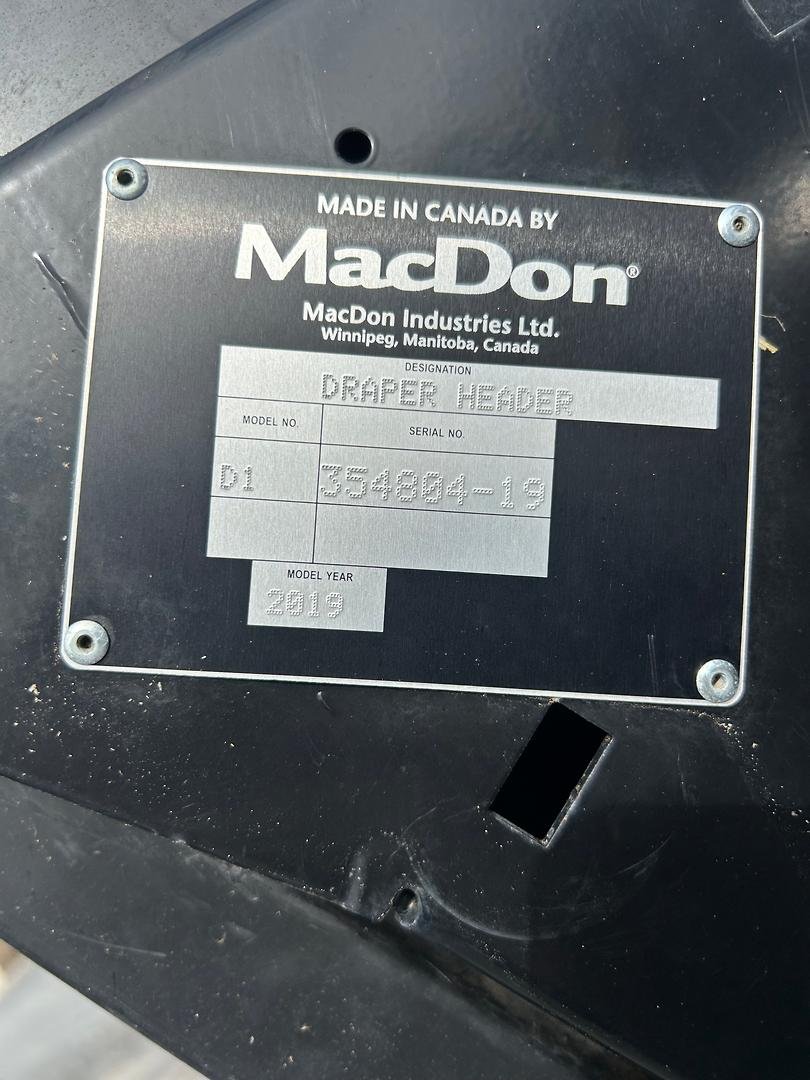 MADE IN CANADA BY
MacDon®
MacDon Industries Ltd.
Winnipeg, Manitoba, Canada
DESIGNATION
DRAPER HEADER
MODEL NO. SERIAL NO.
D1 354804-19
MODEL YEAR
2019